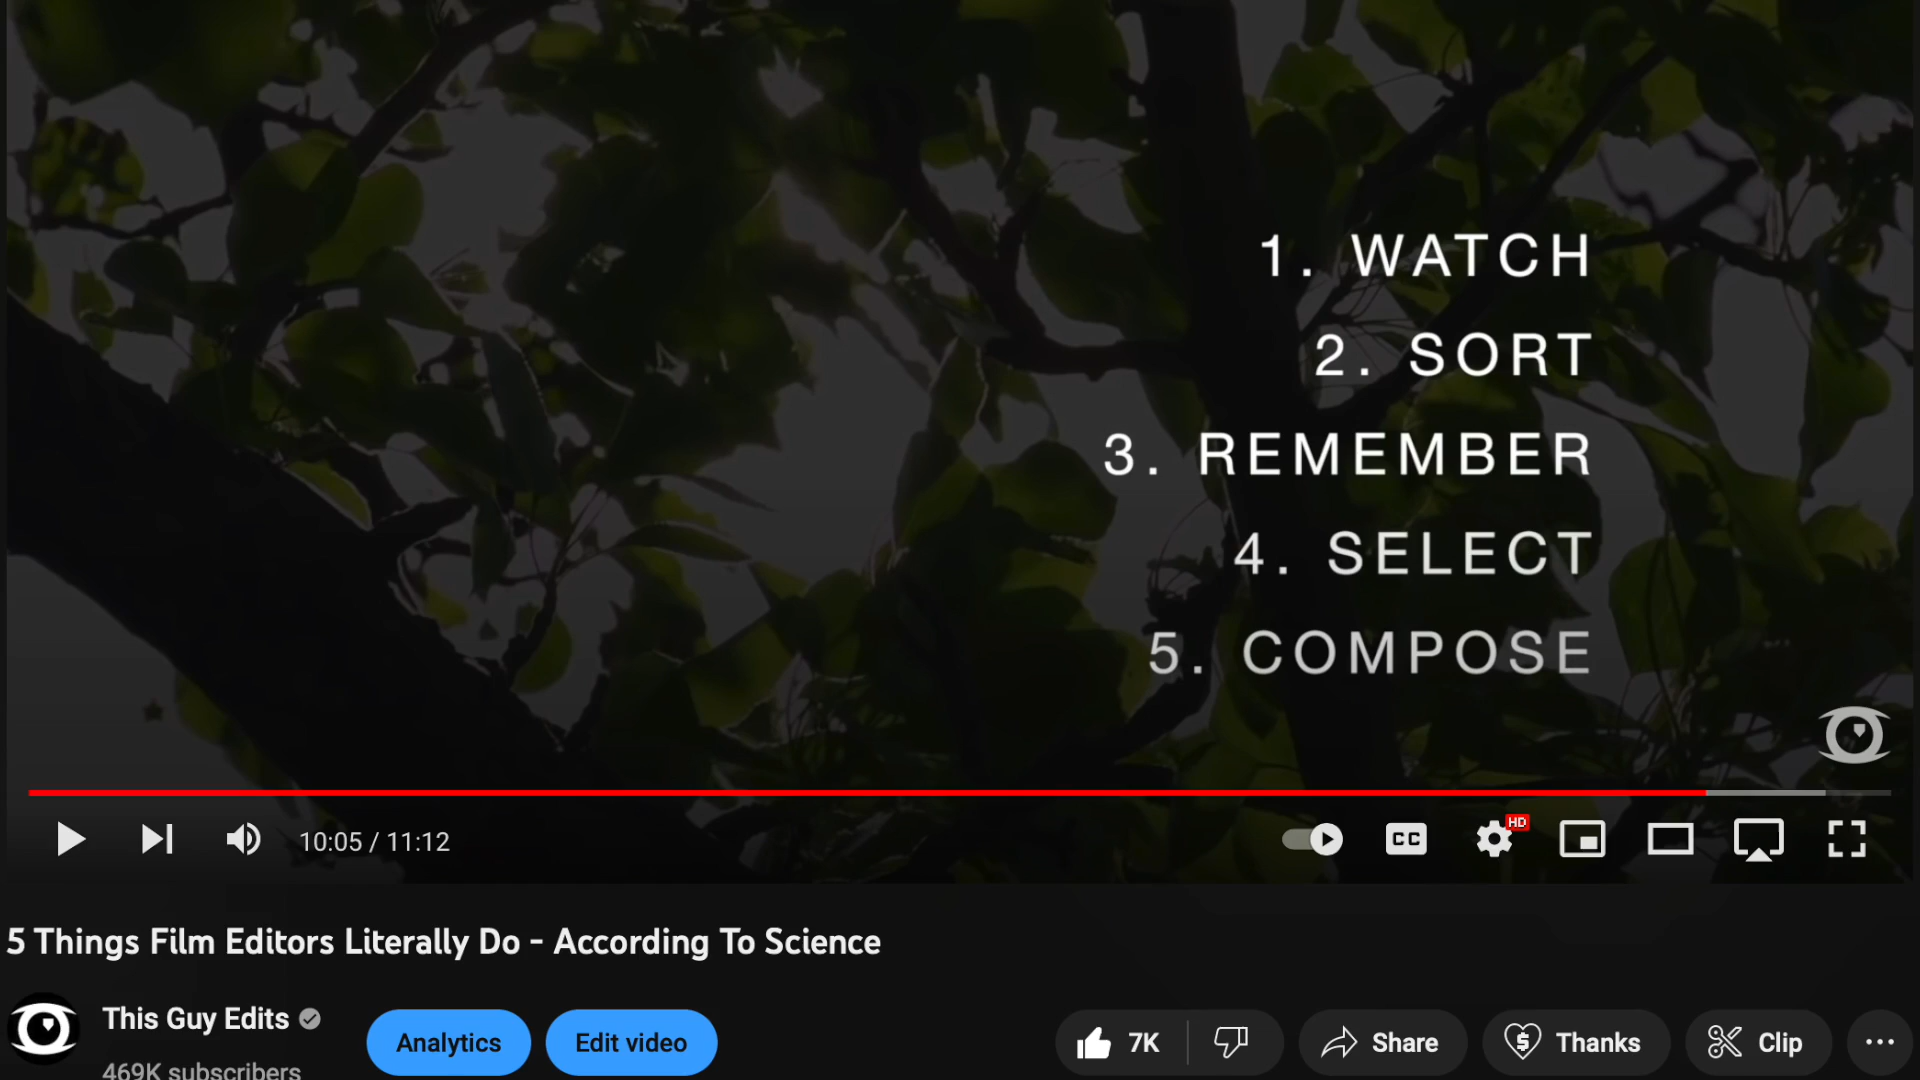 1. WATCH
2. SORT
3. REMEMBER
4. SELECT
5. COMPOSE
HD
10:05 / 11:12
CC
5 Things Film Editors Literally Do - According To Science
This Guy Edits
469K subscribers
Analytics
Edit video
7K
Share
Thanks
Clip